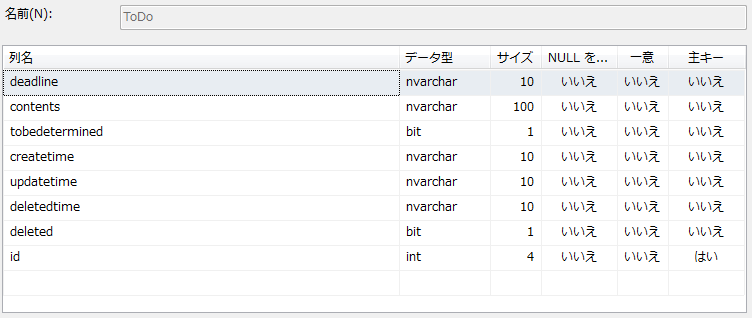 名前(N): ToDo
列名 データ型 サイズ NULL を... 一意 主キー
deadline nvarchar 10 いいえ いいえ いいえ
contents nvarchar 100 いいえ いいえ いいえ
tobedetermined bit 1 いいえ いいえ いいえ
createtime nvarchar 10 いいえ いいえ いいえ
updatetime nvarchar 10 いいえ いいえ いいえ
deletedtime nvarchar 10 いいえ いいえ いいえ
deleted bit 1 いいえ いいえ いいえ
id int 4 いいえ いいえ はい